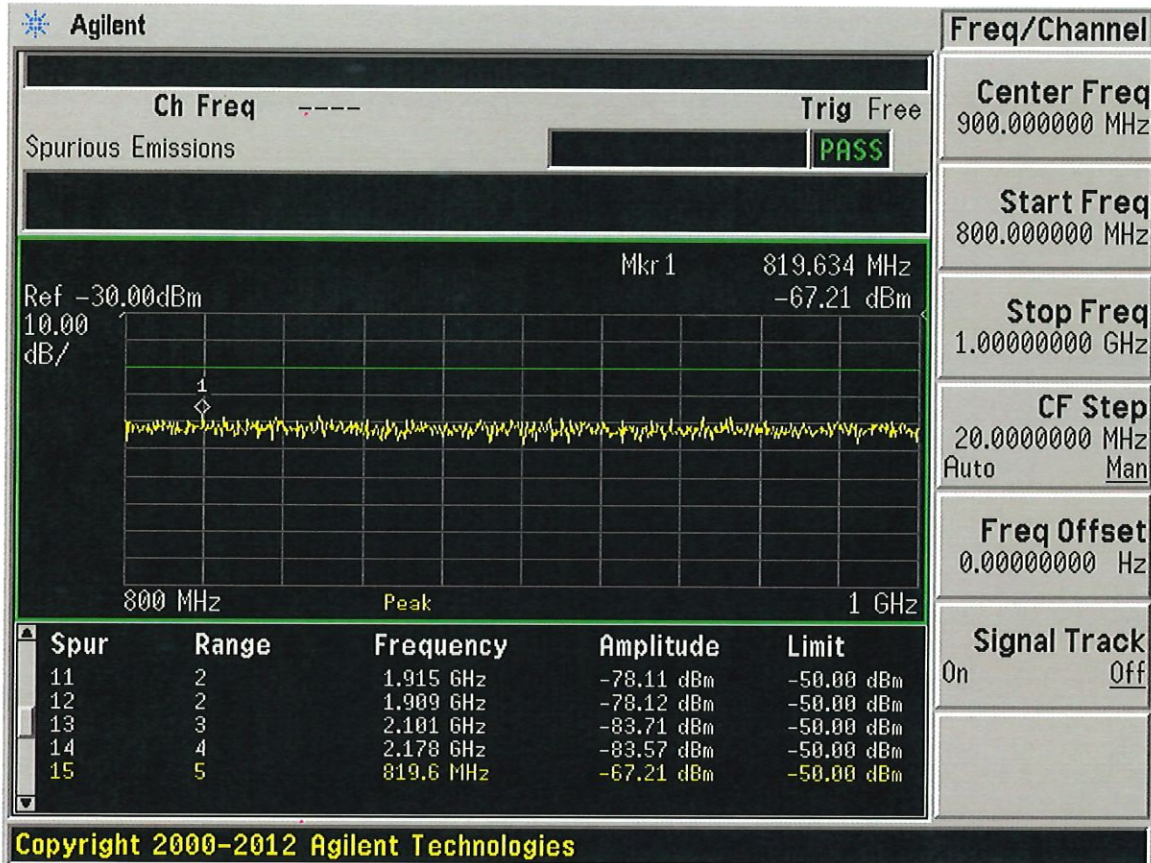 Agilent
Freq/Channel
Ch Freq ----
Trig Free
Spurious Emissions
PASS
Mkr1 819.634 MHz
Ref -30.00dBm -67.21 dBm
10.00
dB/
1
800 MHz Peak 1 GHz
Spur Range Frequency Amplitude Limit
11 2 1.915 GHz -78.11 dBm -50.00 dBm
12 2 1.909 GHz -78.12 dBm -50.00 dBm
13 3 2.101 GHz -83.71 dBm -50.00 dBm
14 4 2.178 GHz -83.57 dBm -50.00 dBm
15 5 819.6 MHz -67.21 dBm -50.00 dBm
Center Freq
900.000000 MHz
Start Freq
800.000000 MHz
Stop Freq
1.00000000 GHz
CF Step
20.0000000 MHz
Auto Man
Freq Offset
0.00000000 Hz
Signal Track
On Off
Copyright 2000-2012 Agilent Technologies